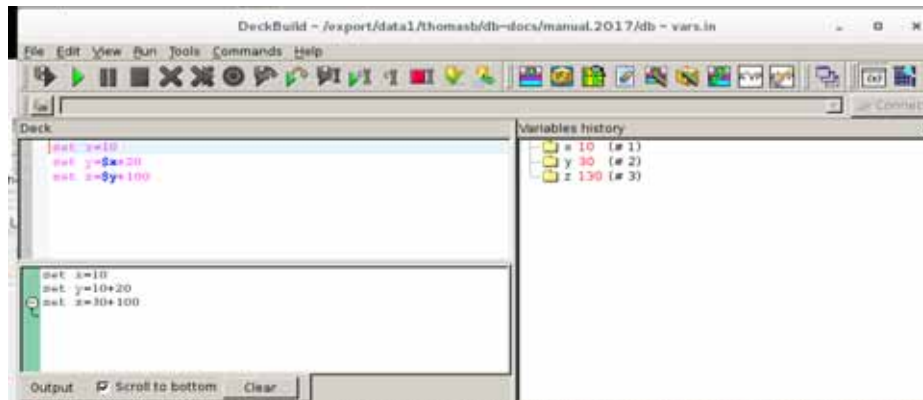 DeckBuild - /export/data1/thomasb/db-docs/manual.2017/db - vars.in
File Edit View Run Tools Commands Help
Connect
Deck
set x=10
set y=$x+20
set z=$y+100
Variables history
x 10 (# 1)
y 30 (# 2)
z 130 (# 3)
set x=10
set y=10+20
set z=30+100
Output Scroll to bottom Clear